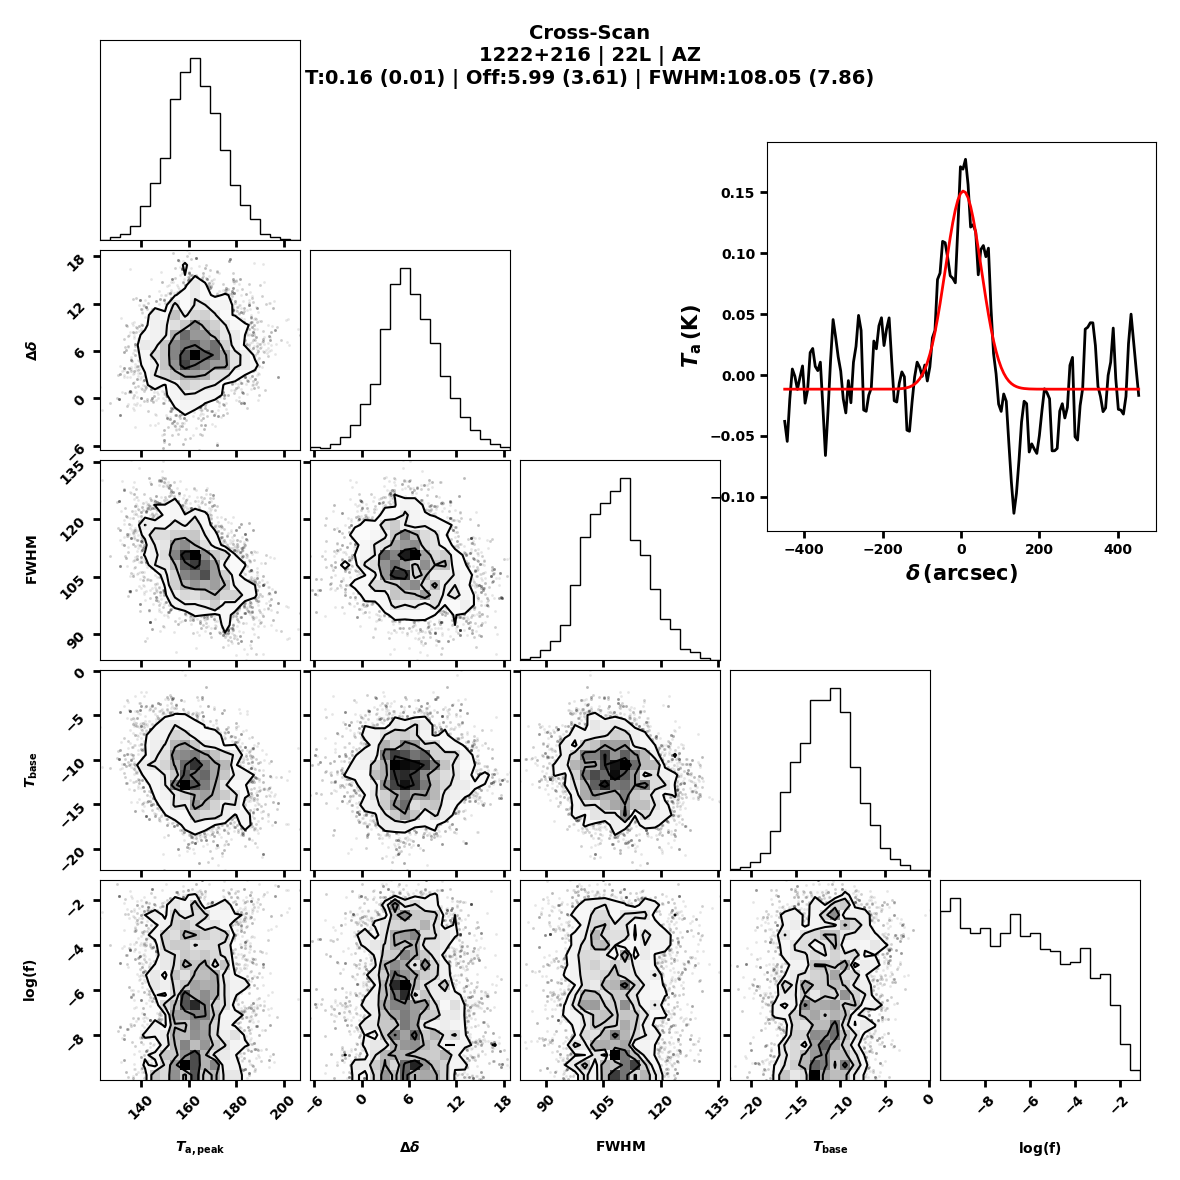 Cross-Scan
1222+216 | 22L | AZ
T:0.16 (0.01) | Off:5.99 (3.61) | FWHM:108.05 (7.86)
0.15
0.10
0.05
0.00
−0.05
−0.10
Ta (K)
−400 −200 0 200 400
δ (arcsec)
18
12
6
0
−6
Δδ
135
120
105
90
FWHM
0
−5
−10
−15
−20
Tbase
−2
−4
−6
−8
log(f)
140 160 180 200
−6 0 6 12 18
90 105 120 135
−20 −15 −10 −5 0
−8 −6 −4 −2
Ta,peak Δδ FWHM Tbase log(f)